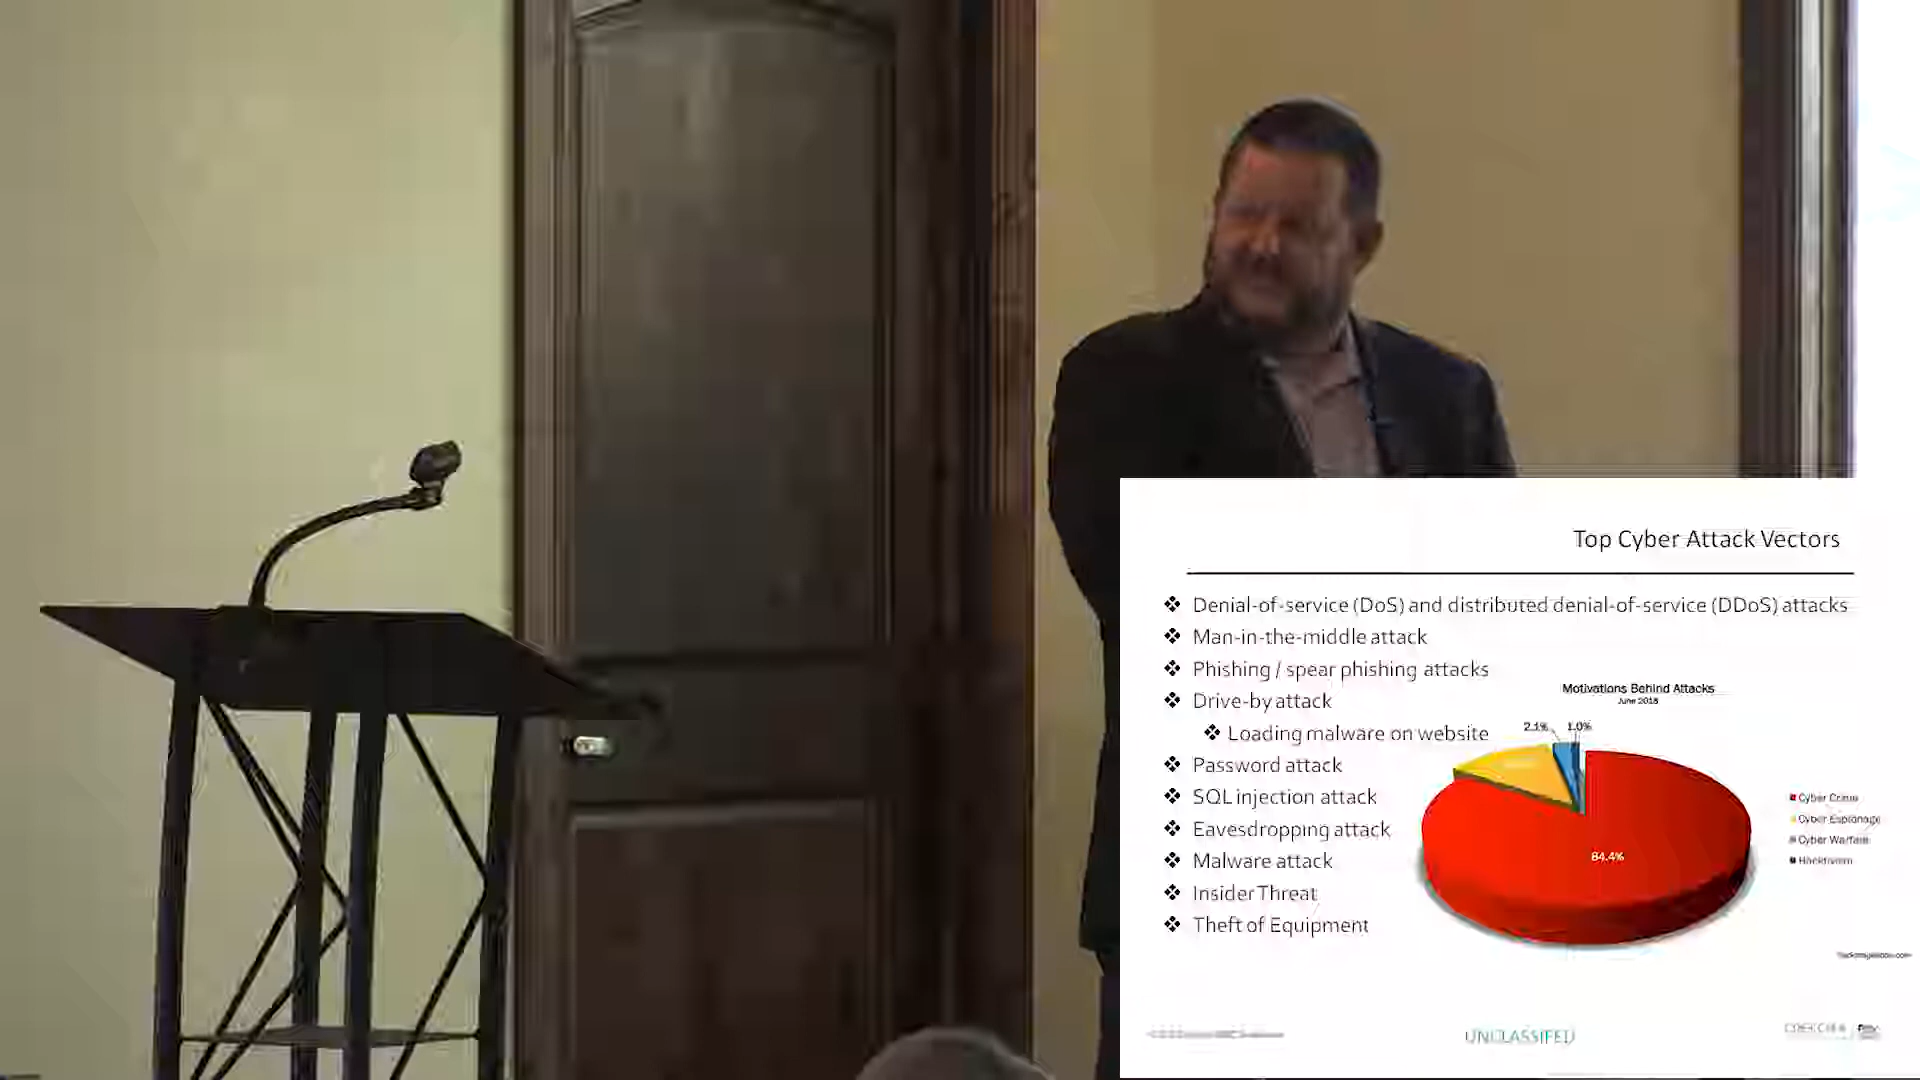 Top Cyber Attack Vectors
❖ Denial-of-service (DoS) and distributed denial-of-service (DDoS) attacks
❖ Man-in-the-middle attack
❖ Phishing / spear phishing attacks
❖ Drive-by attack
❖ Loading malware on website
❖ Password attack
❖ SQL injection attack
❖ Eavesdropping attack
❖ Malware attack
❖ Insider Threat
❖ Theft of Equipment
Motivations Behind Attacks
June 2018
2.1% 1.0%
84.4%
Cyber Crime
Cyber Espionage
Cyber Warfare
Hacktivism
UNCLASSIFED